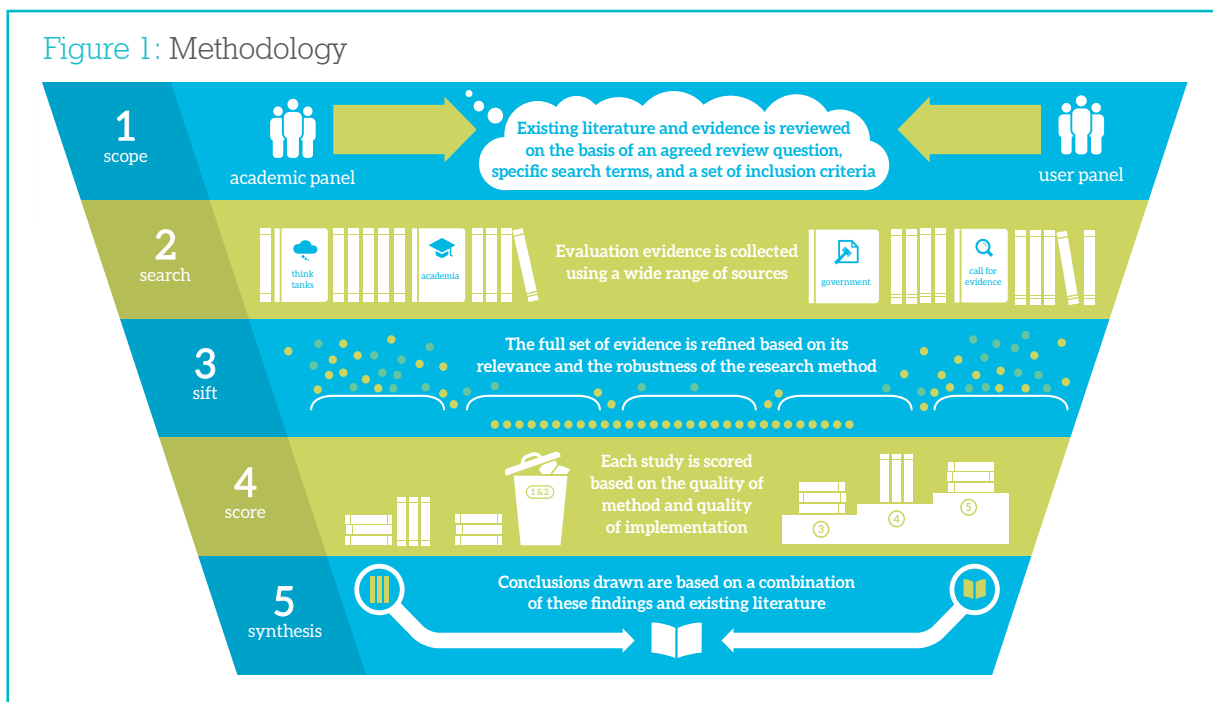 Figure 1: Methodology
1
scope
academic panel
Existing literature and evidence is reviewed
on the basis of an agreed review question,
specific search terms, and a set of inclusion criteria
user panel
2
search
think
tanks
academia
Evaluation evidence is collected
using a wide range of sources
government
call for
evidence
3
sift
The full set of evidence is refined based on its
relevance and the robustness of the research method
4
score
1 & 2
Each study is scored
based on the quality of
method and quality
of implementation
3
4
5
5
synthesis
Conclusions drawn are based on a combination
of these findings and existing literature